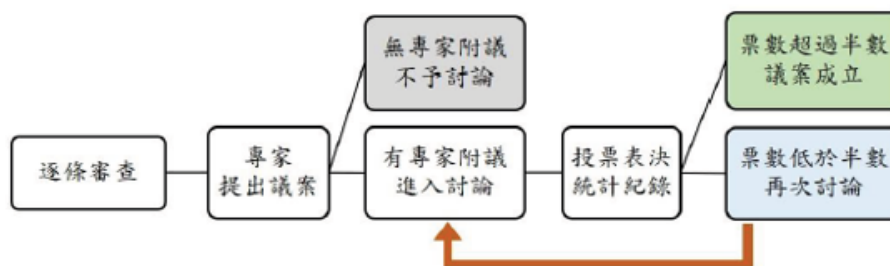 逐條審查
專家
提出議案
無專家附議
不予討論
有專家附議
進入討論
投票表決
統計紀錄
票數超過半數
議案成立
票數低於半數
再次討論